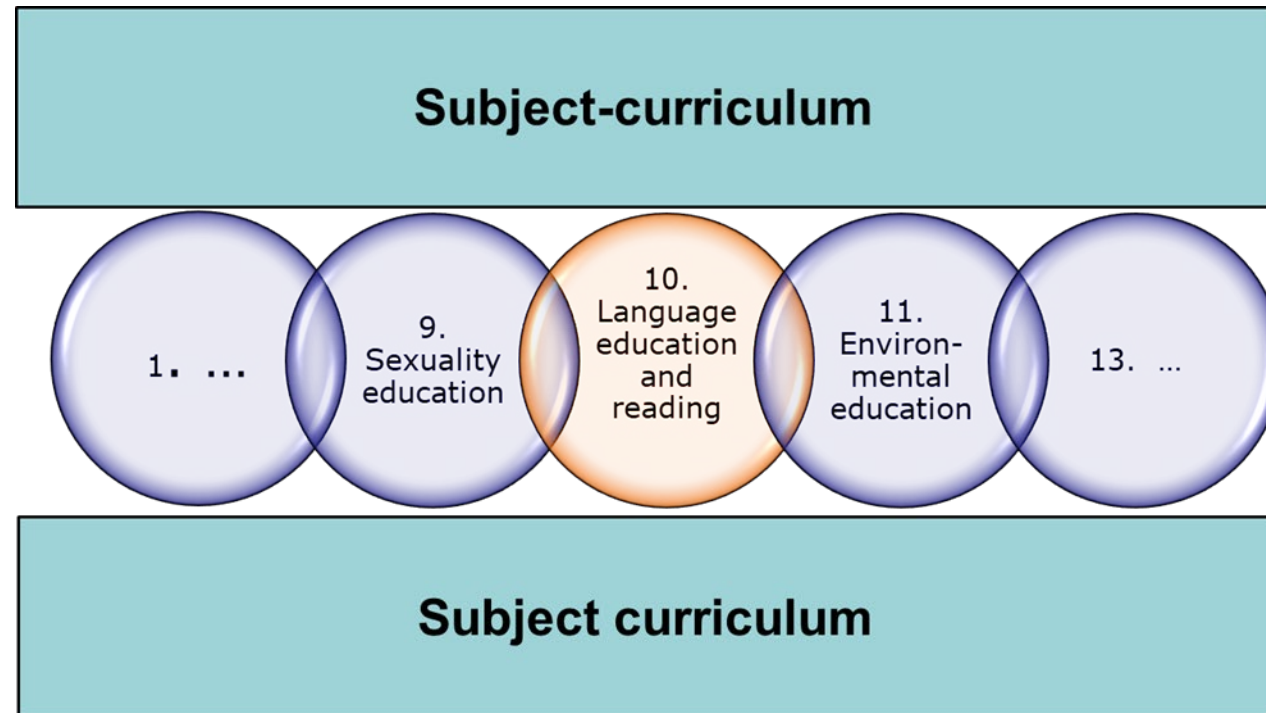 Subject-curriculum
1. ...
9.
Sexuality
education
10.
Language
education
and
reading
11.
Environ-
mental
education
13. ...
Subject curriculum